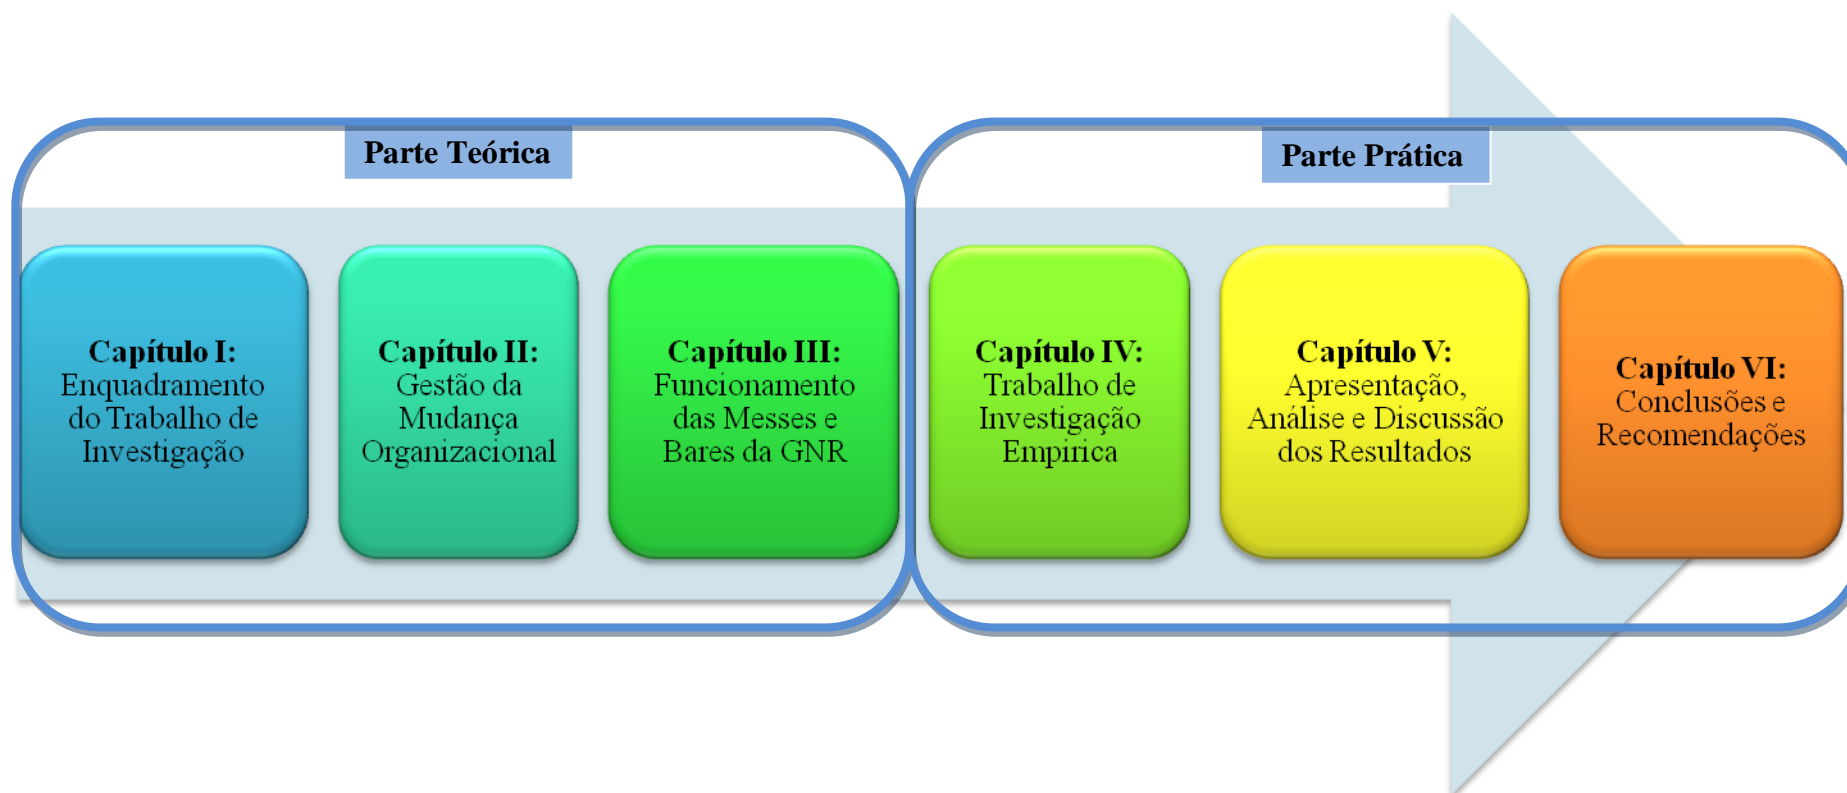 Parte Teórica
Parte Prática
Capítulo I:
Enquadramento
do Trabalho de
Investigação
Capítulo II:
Gestão da
Mudança
Organizacional
Capítulo III:
Funcionamento
das Messes e
Bares da GNR
Capítulo IV:
Trabalho de
Investigação
Empirica
Capítulo V:
Apresentação,
Análise e Discussão
dos Resultados
Capítulo VI:
Conclusões e
Recomendações